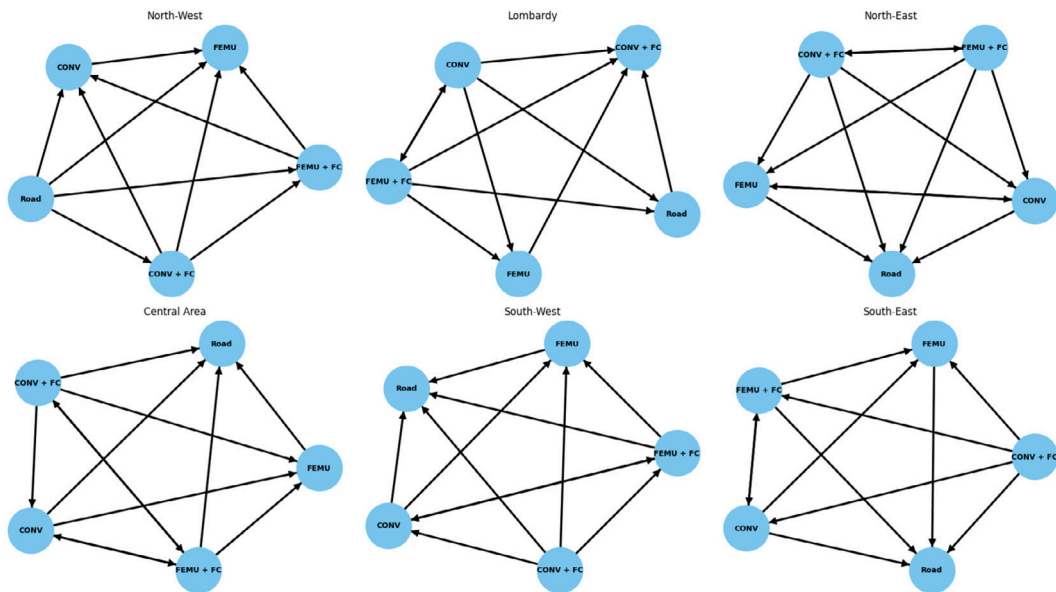 North-West
Lombardy
North-East
FEMU
CONV
FEMU + FC
Road
CONV + FC
CONV + FC
CONV
FEMU + FC
Road
FEMU
CONV + FC
FEMU + FC
FEMU
CONV
Road
Central Area
South-West
South-East
Road
CONV + FC
FEMU
CONV
FEMU + FC
FEMU
Road
FEMU + FC
CONV
CONV + FC
FEMU
FEMU + FC
CONV + FC
CONV
Road